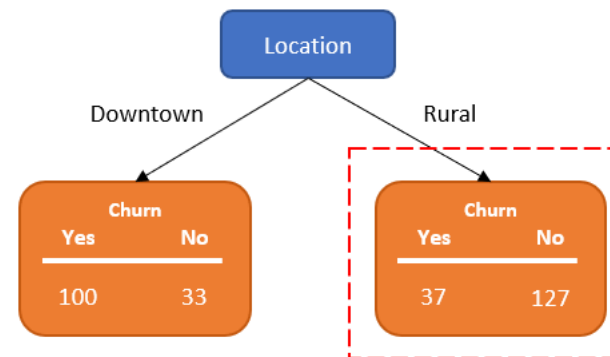 Location
Downtown Rural
Churn Churn
Yes No Yes No
100 33 37 127